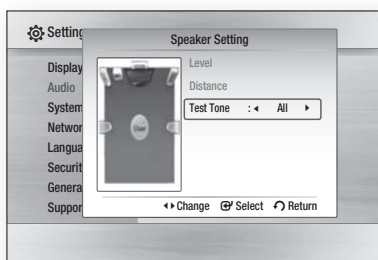 Setting
Speaker Setting
Display
Audio
System
Networ
Langua
Securit
Genera
Suppor
Level
Distance
Test Tone : ◂ All ▸
User
◂▸ Change Select Return